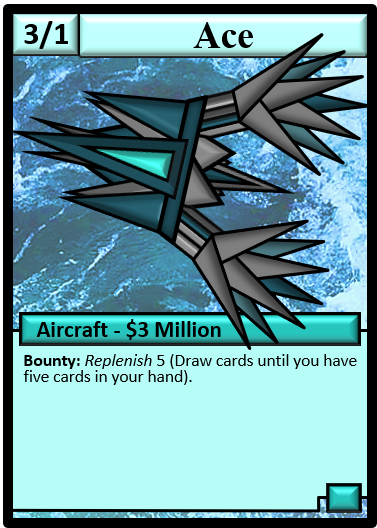 3/1 Ace
Aircraft - $3 Million
Bounty: Replenish 5 (Draw cards until you have
five cards in your hand).